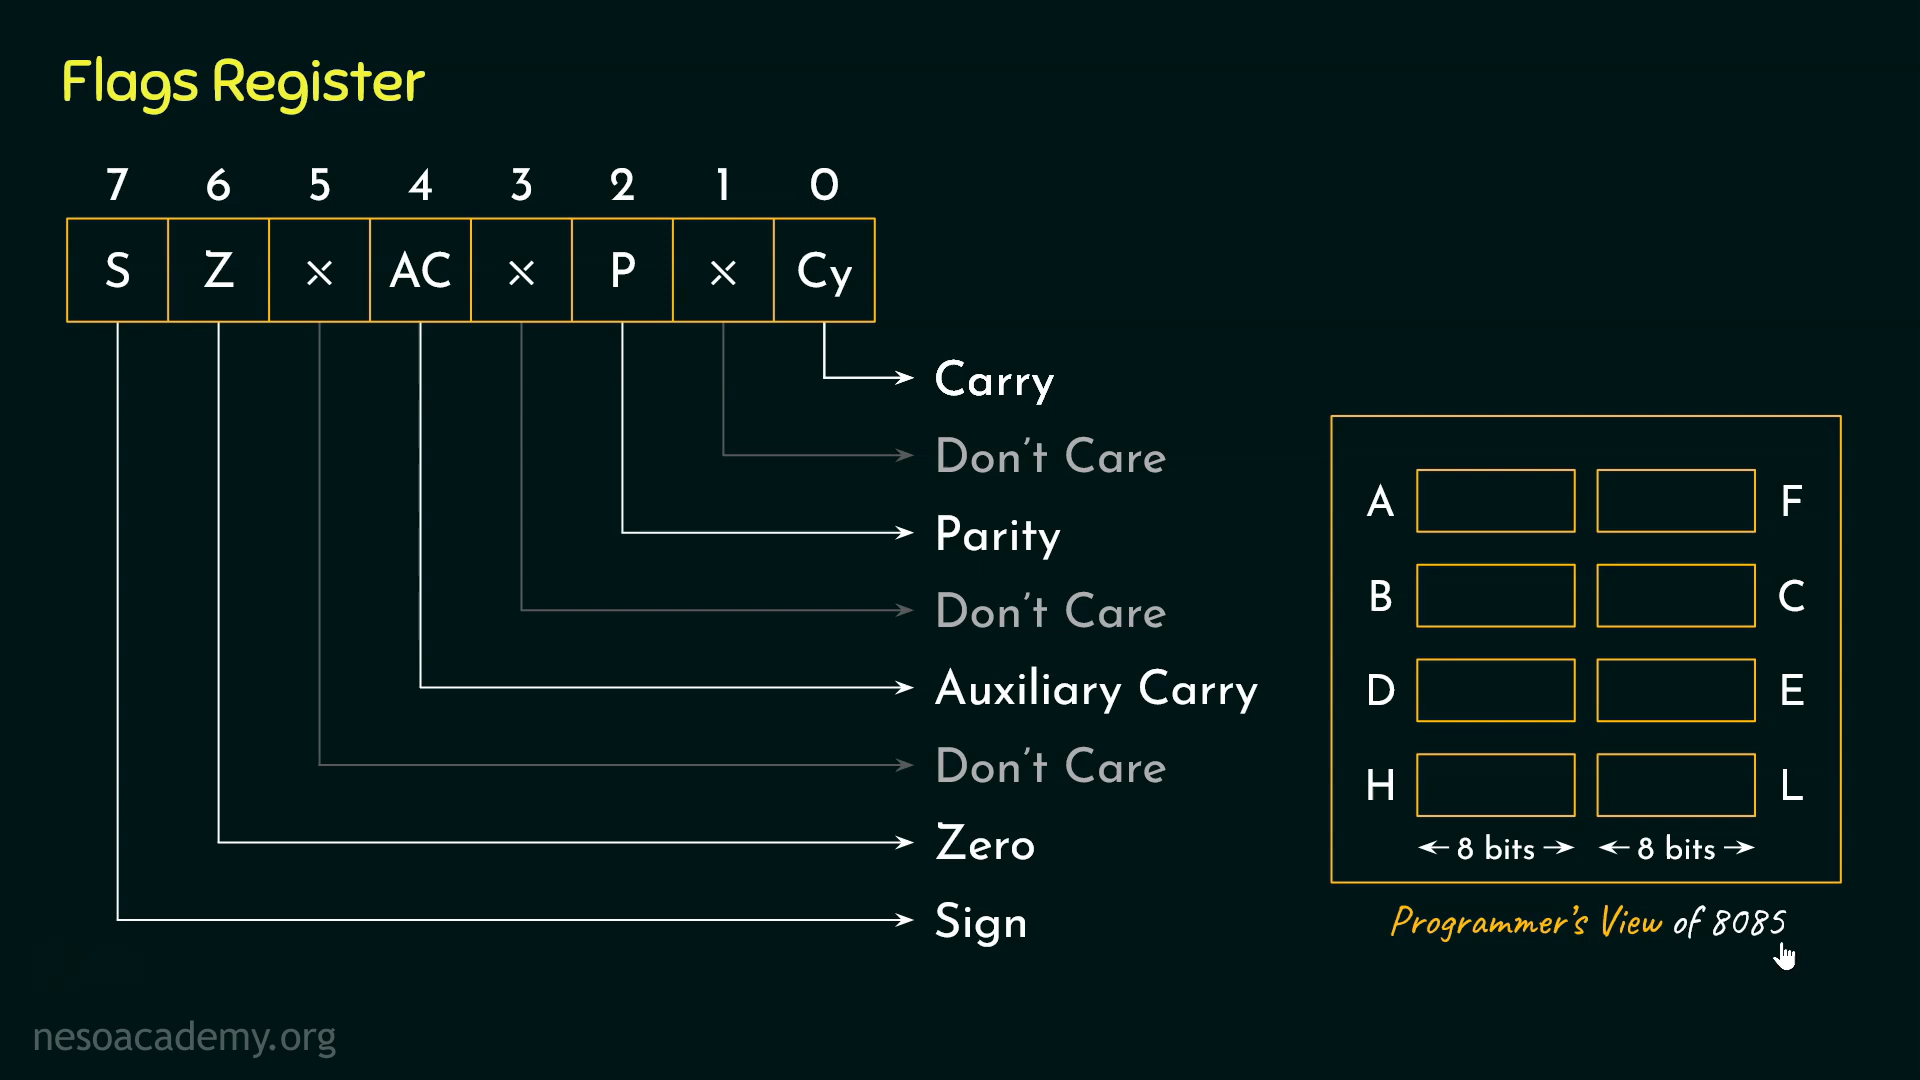 Flags Register
7 6 5 4 3 2 1 0
S Z × AC × P × Cy
Carry
Don't Care
Parity
Don't Care
Auxiliary Carry
Don't Care
Zero
Sign
A F
B C
D E
H L
8 bits 8 bits
Programmer's View of 8085
nesoacademy.org